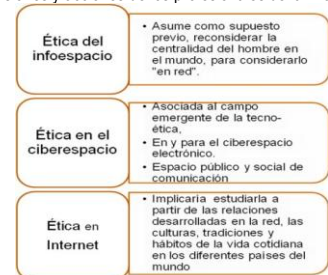 Ética del
infoespacio
• Asume como supuesto
previo, reconsiderar la
centralidad del hombre en
el mundo, para considerarlo
"en red".
Ética en el
ciberespacio
• Asociada al campo
emergente de la tecno-
ética,
• En y para el ciberespacio
electrónico.
• Espacio público y social de
comunicación
Ética en
Internet
• Implicaría estudiarla a
partir de las relaciones
desarrolladas en la red, las
culturas, tradiciones y
hábitos de la vida cotidiana
en los diferentes países del
mundo